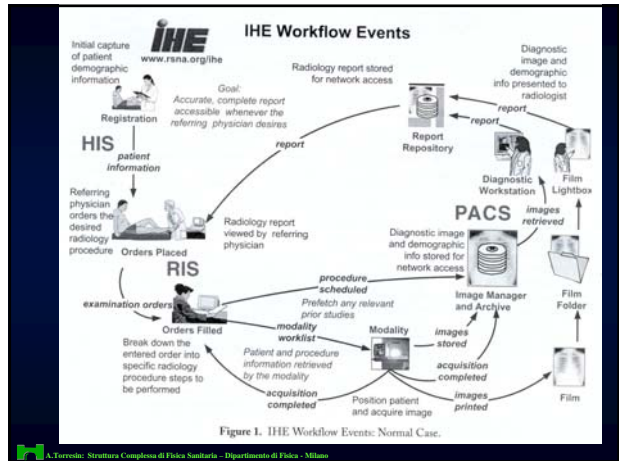 IHE
www.rsna.org/ihe
IHE Workflow Events
Initial capture
of patient
demographic
information
Registration
Goal:
Accurate, complete report
accessible whenever the
referring physician desires
Radiology report stored
for network access
Diagnostic
image and
demographic
info presented to
radiologist
report
report
Report
Repository
HIS
patient
information
report
Diagnostic
Workstation
Film
Lightbox
Referring
physician
orders the
desired
radiology
procedure
Orders Placed
Radiology report
viewed by referring
physician
PACS
images
retrieved
Diagnostic image
and demographic
info stored for
network access
RIS
procedure
scheduled
Image Manager
and Archive
Film
Folder
examination orders
Orders Filled
Prefetch any relevant
prior studies
modality
worklist
Modality
images
stored
Break down the
entered order into
specific radiology
procedure steps to
be performed
Patient and procedure
information retrieved
by the modality
acquisition
completed
acquisition
completed
Position patient
and acquire image
images
printed
Film
Figure 1. IHE Workflow Events: Normal Case.
A.Torresin: Struttura Complessa di Fisica Sanitaria – Dipartimento di Fisica - Milano